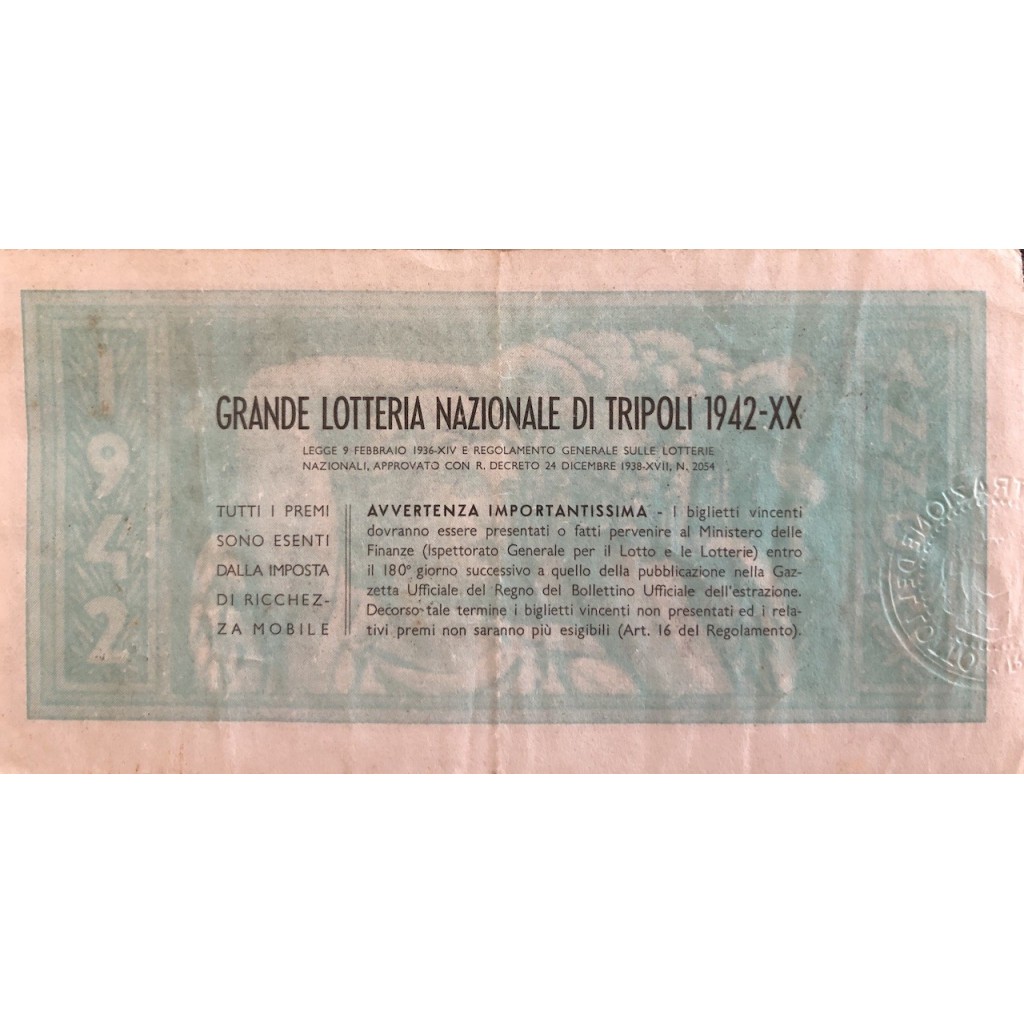 1942
GRANDE LOTTERIA NAZIONALE DI TRIPOLI 1942-XX
LEGGE 9 FEBBRAIO 1936-XIV E REGOLAMENTO GENERALE SULLE LOTTERIE
NAZIONALI, APPROVATO CON R. DECRETO 24 DICEMBRE 1938-XVII, N. 2054
TUTTI I PREMI
SONO ESENTI
DALLA IMPOSTA
DI RICCHEZ-
ZA MOBILE
AVVERTENZA IMPORTANTISSIMA - I biglietti vincenti
dovranno essere presentati o fatti pervenire al Ministero delle
Finanze (Ispettorato Generale per il Lotto e le Lotterie) entro
il 180° giorno successivo a quello della pubblicazione nella Gaz-
zetta Ufficiale del Regno del Bollettino Ufficiale dell'estrazione.
Decorso tale termine i biglietti vincenti non presentati ed i rela-
tivi premi non saranno più esigibili (Art. 16 del Regolamento).